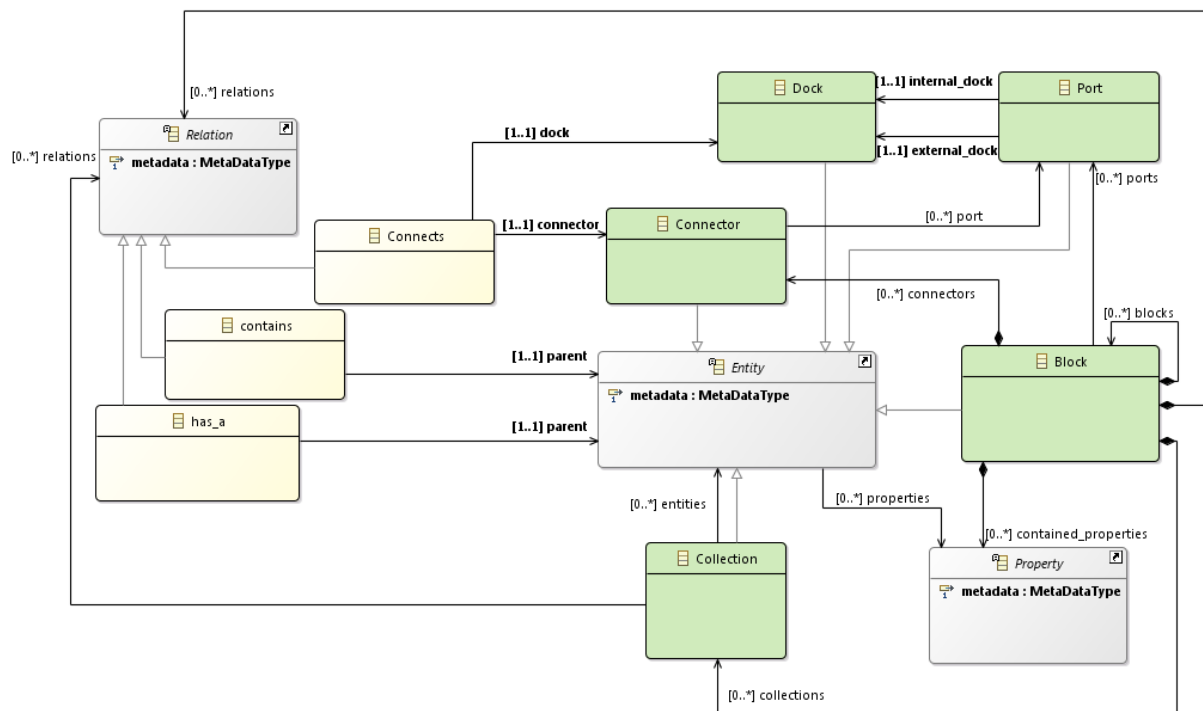 [0..*] relations
Dock
[1..1] internal_dock
Port
[1..1] dock
[1..1] external_dock
Relation
metadata : MetaDataType
[0..*] relations
[0..*] ports
Connects
[1..1] connector
Connector
[0..*] port
[0..*] connectors
[0..*] blocks
contains
[1..1] parent
Entity
metadata : MetaDataType
Block
has_a
[1..1] parent
[0..*] entities
[0..*] properties
[0..*] contained_properties
Collection
Property
metadata : MetaDataType
[0..*] collections